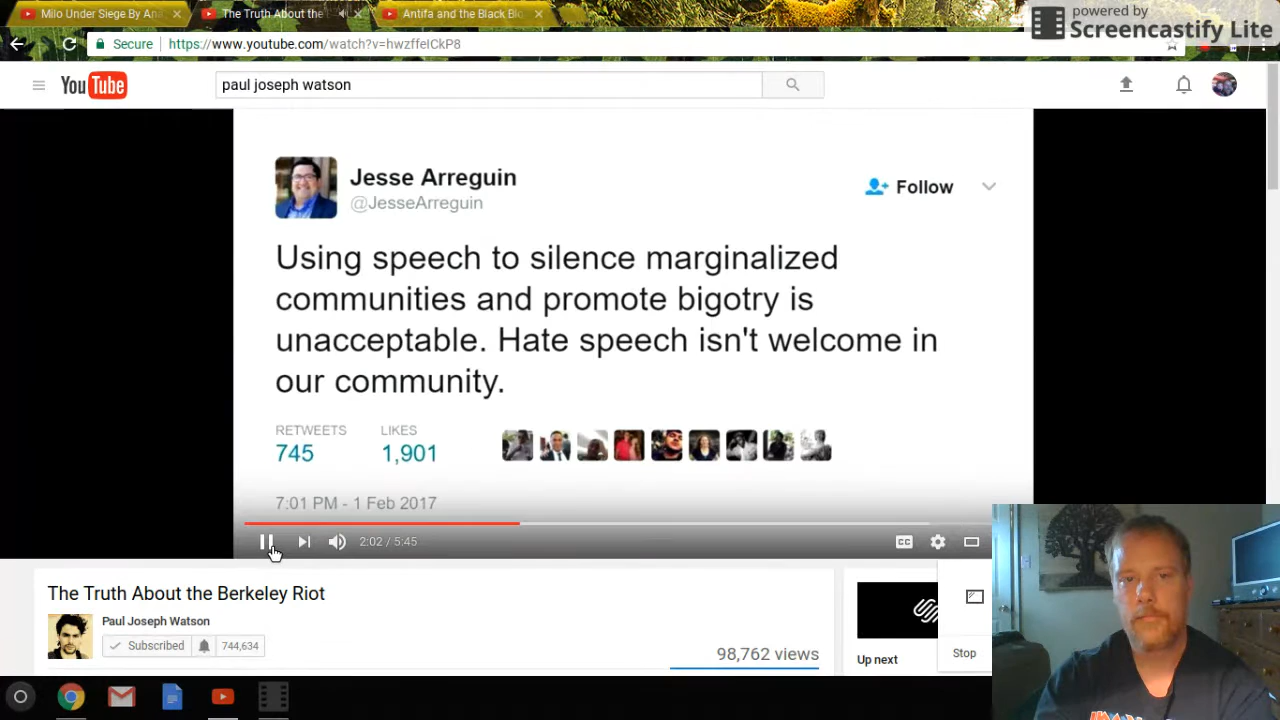 Milo Under Siege By An
The Truth About the
Antifa and the Black Bl
powered by
Screencastify Lite
Secure
https://www.youtube.com/watch?v=hwzffeICkP8
YouTube
paul joseph watson
Jesse Arreguin
@JesseArreguin
Follow
Using speech to silence marginalized
communities and promote bigotry is
unacceptable. Hate speech isn't welcome in
our community.
RETWEETS
LIKES
745
1,901
7:01 PM - 1 Feb 2017
2:02 / 5:45
CC
The Truth About the Berkeley Riot
Paul Joseph Watson
Subscribed
744,634
98,762 views
Up next
Stop